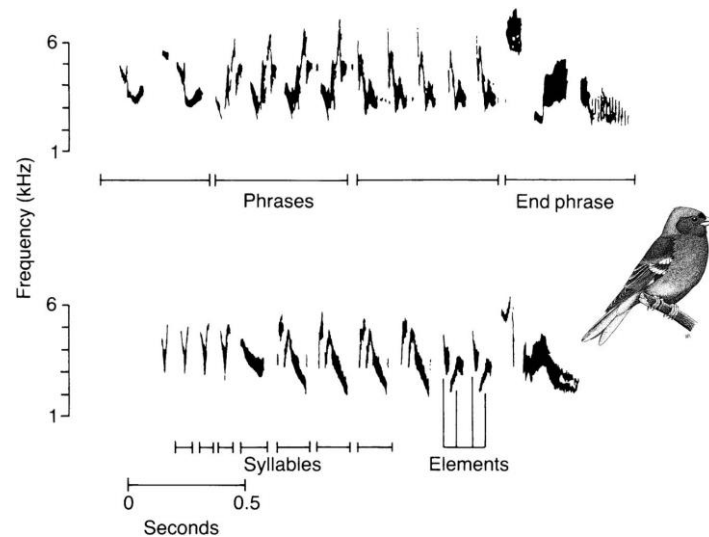 6
1
Frequency (kHz)
Phrases
End phrase
6
1
Syllables
Elements
0
0.5
Seconds